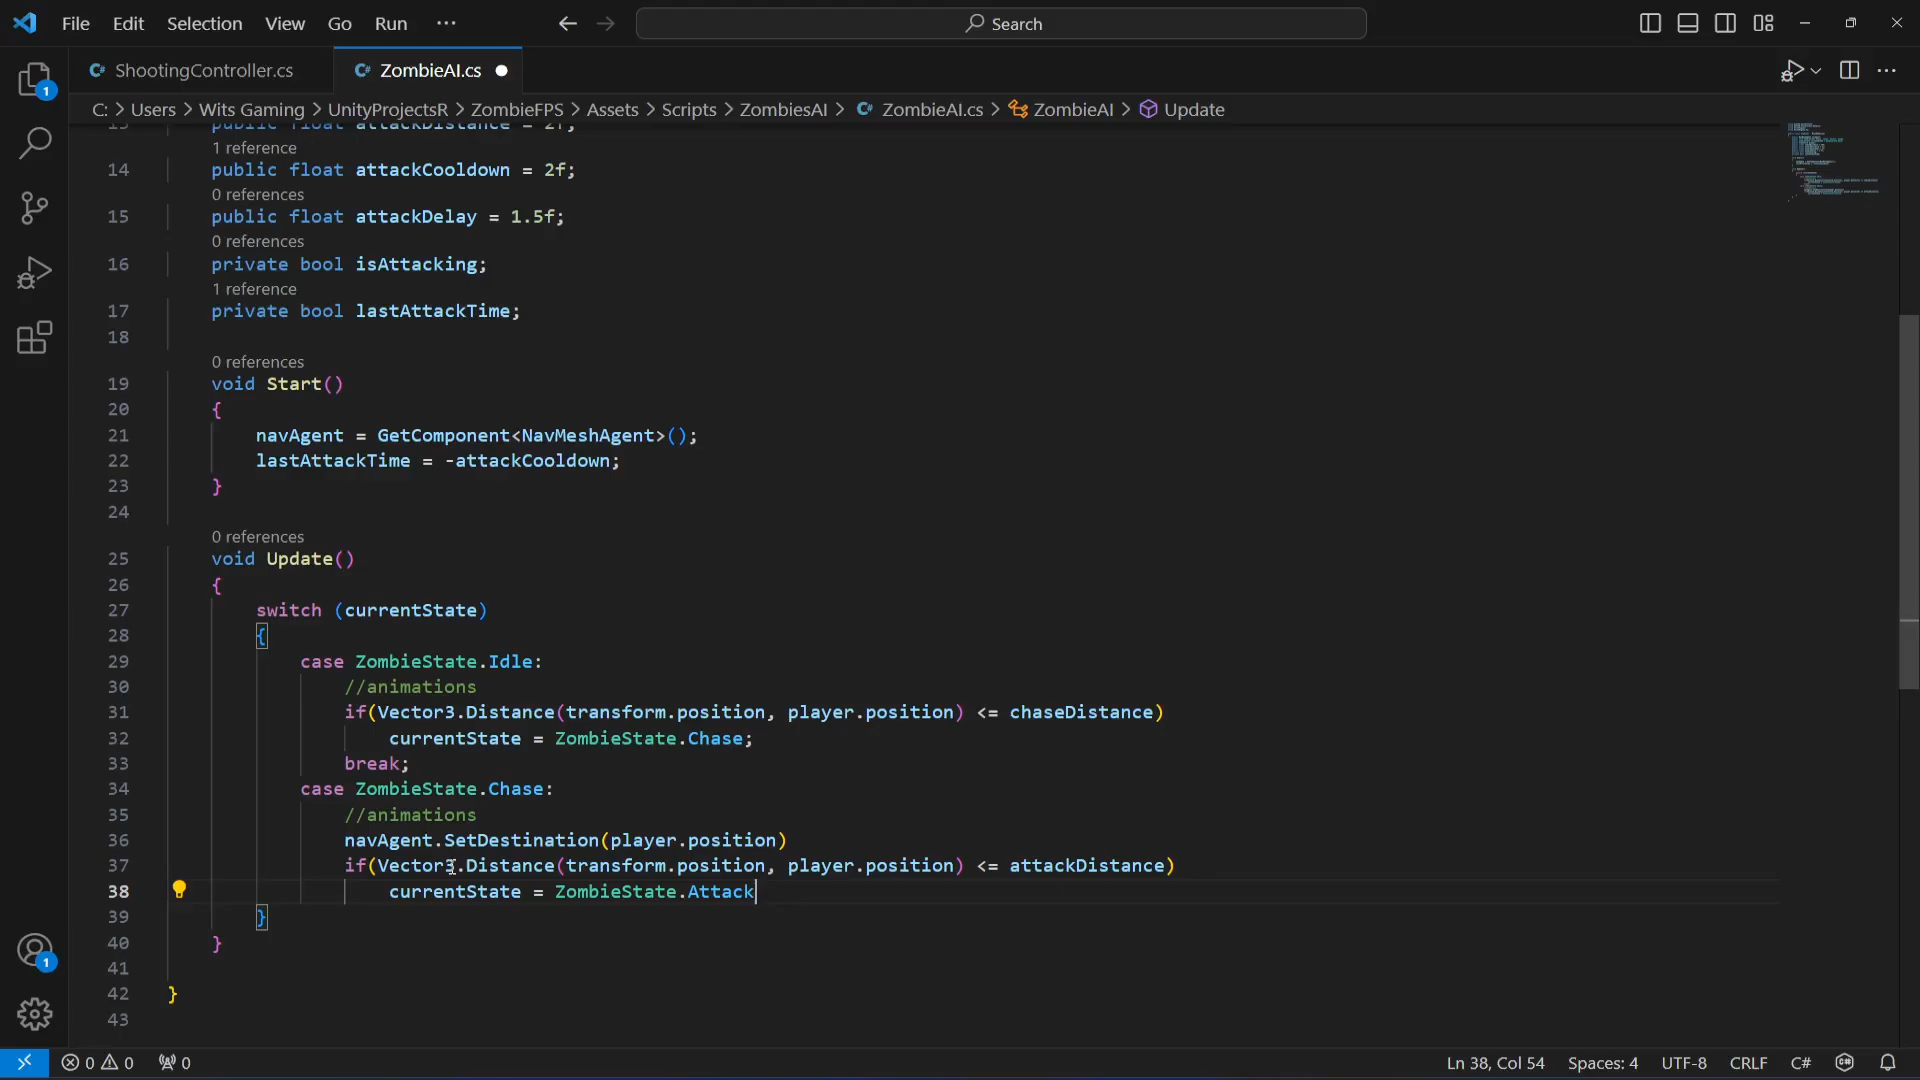 File Edit Selection View Go Run ··· Search
ShootingController.cs ZombieAI.cs
C: > Users > Wits Gaming > UnityProjectsR > ZombieFPS > Assets > Scripts > ZombiesAI > ZombieAI.cs > ZombieAI > Update
13 public float attackDistance = 2f;
1 reference
14 public float attackCooldown = 2f;
0 references
15 public float attackDelay = 1.5f;
0 references
16 private bool isAttacking;
1 reference
17 private bool lastAttackTime;
18
0 references
19 void Start()
20 {
21 navAgent = GetComponent<NavMeshAgent>();
22 lastAttackTime = -attackCooldown;
23 }
24
0 references
25 void Update()
26 {
27 switch (currentState)
28 {
29 case ZombieState.Idle:
30 //animations
31 if(Vector3.Distance(transform.position, player.position) <= chaseDistance)
32 currentState = ZombieState.Chase;
33 break;
34 case ZombieState.Chase:
35 //animations
36 navAgent.SetDestination(player.position)
37 if(Vector3.Distance(transform.position, player.position) <= attackDistance)
38 currentState = ZombieState.Attack
39 }
40 }
41
42 }
43
1
1
0 0 0 Ln 38, Col 54 Spaces: 4 UTF-8 CRLF C#